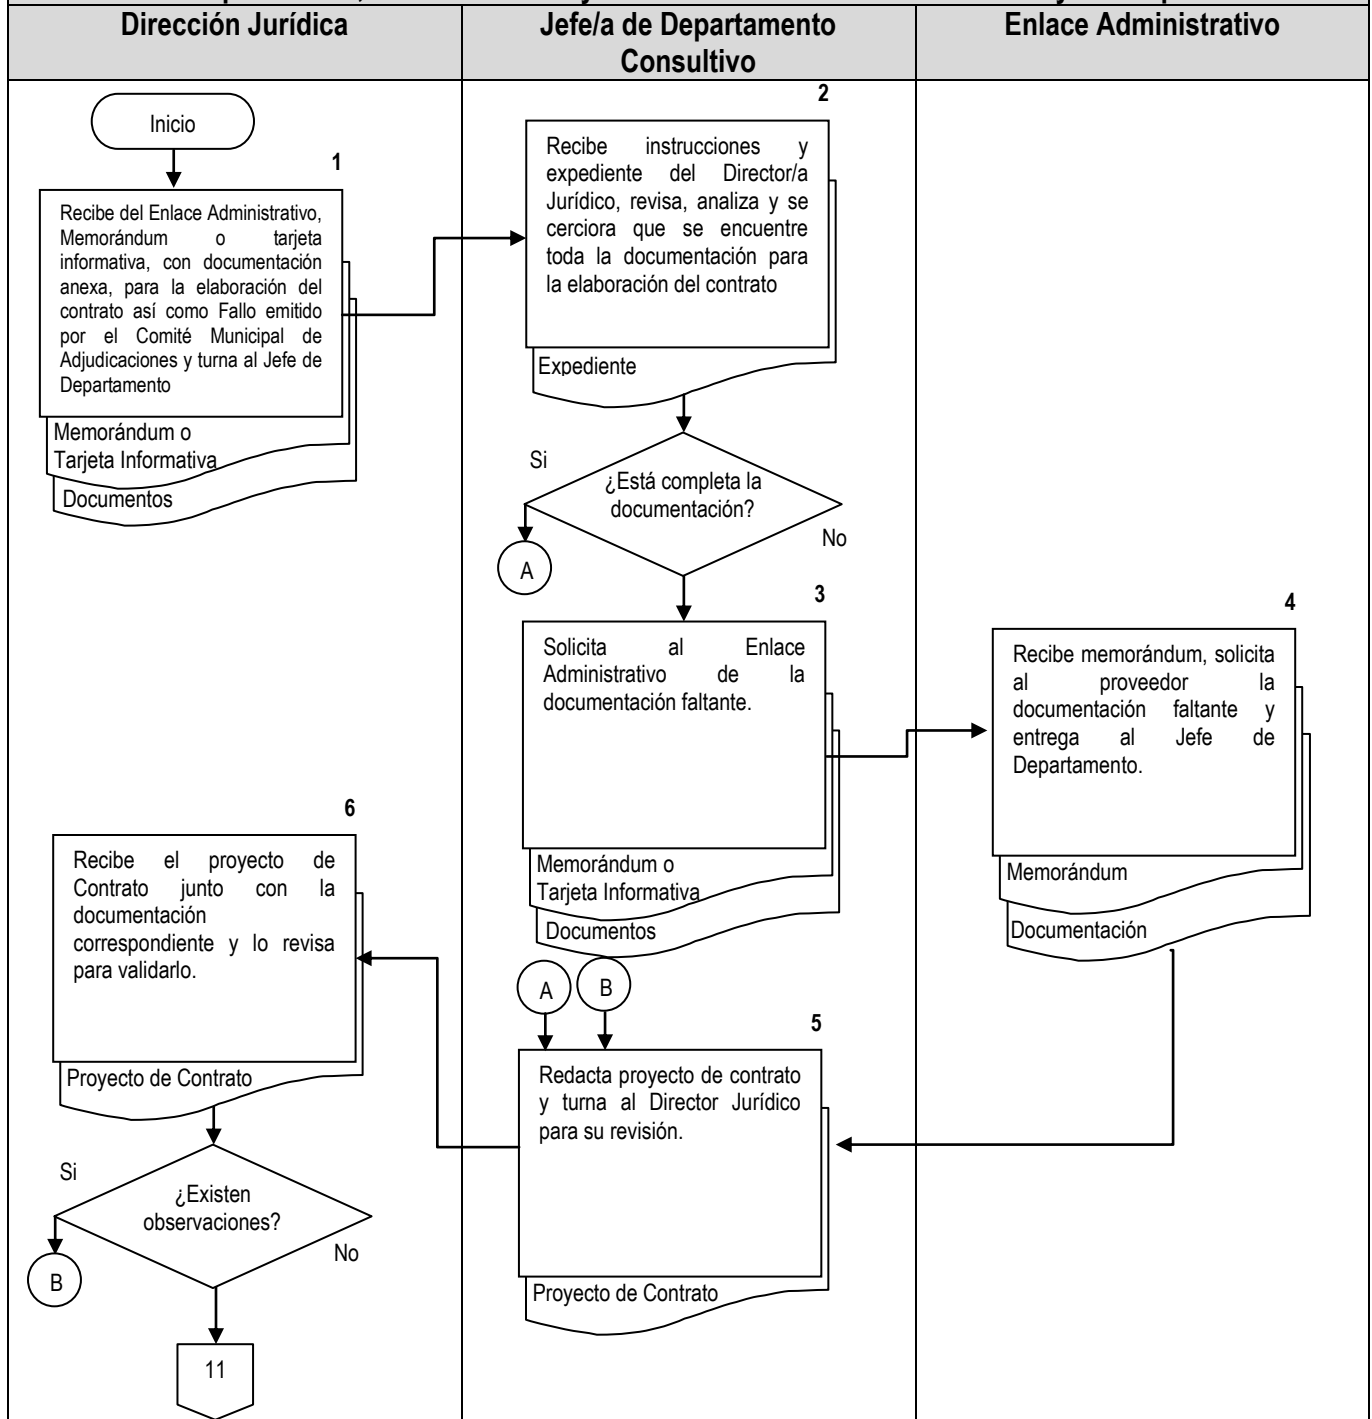 Dirección Jurídica
Jefe/a de Departamento
Consultivo
Enlace Administrativo
Inicio
1
Recibe del Enlace Administrativo,
Memorándum o tarjeta
informativa, con documentación
anexa, para la elaboración del
contrato así como Fallo emitido
por el Comité Municipal de
Adjudicaciones y turna al Jefe de
Departamento
Memorándum o
Tarjeta Informativa
Documentos
2
Recibe instrucciones y
expediente del Director/a
Jurídico, revisa, analiza y se
cerciora que se encuentre
toda la documentación para
la elaboración del contrato
Expediente
Si
¿Está completa la
documentación?
No
A
3
Solicita al Enlace
Administrativo de la
documentación faltante.
Memorándum o
Tarjeta Informativa
Documentos
4
Recibe memorándum, solicita
al proveedor la
documentación faltante y
entrega al Jefe de
Departamento.
Memorándum
Documentación
A
B
5
Redacta proyecto de contrato
y turna al Director Jurídico
para su revisión.
Proyecto de Contrato
6
Recibe el proyecto de
Contrato junto con la
documentación
correspondiente y lo revisa
para validarlo.
Proyecto de Contrato
Si
¿Existen
observaciones?
No
B
11